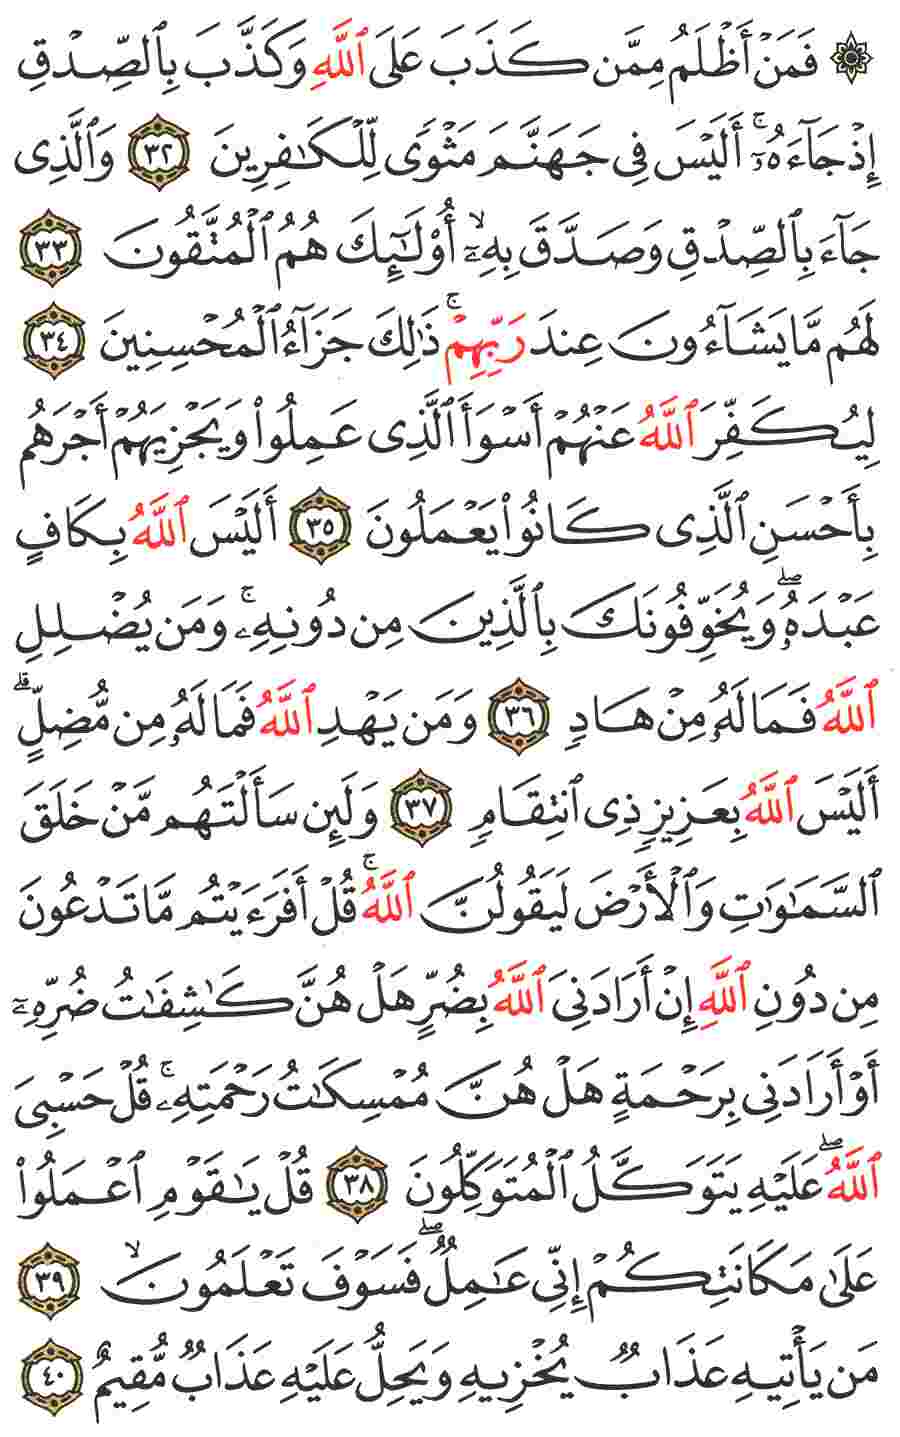 ۞ فَمَنۡ أَظۡلَمُ مِمَّن كَذَبَ عَلَى ٱللَّهِ وَكَذَّبَ بِٱلصِّدۡقِ
إِذۡ جَآءَهُۥٓۚ أَلَيۡسَ فِى جَهَنَّمَ مَثۡوًى لِّلۡكَـٰفِرِينَ ٣٢ وَٱلَّذِى
جَآءَ بِٱلصِّدۡقِ وَصَدَّقَ بِهِۦٓۙ أُو۟لَـٰٓئِكَ هُمُ ٱلۡمُتَّقُونَ ٣٣
لَهُم مَّا يَشَآءُونَ عِندَ رَبِّهِمۡۚ ذَٰلِكَ جَزَآءُ ٱلۡمُحۡسِنِينَ ٣٤
لِيُكَفِّرَ ٱللَّهُ عَنۡهُمۡ أَسۡوَأَ ٱلَّذِى عَمِلُوا۟ وَيَجۡزِيَهُمۡ أَجۡرَهُم
بِأَحۡسَنِ ٱلَّذِى كَانُوا۟ يَعۡمَلُونَ ٣٥ أَلَيۡسَ ٱللَّهُ بِكَافٍ
عَبۡدَهُۥۖ وَيُخَوِّفُونَكَ بِٱلَّذِينَ مِن دُونِهِۦۚ وَمَن يُضۡلِلِ
ٱللَّهُ فَمَا لَهُۥ مِنۡ هَادٍ ٣٦ وَمَن يَهۡدِ ٱللَّهُ فَمَا لَهُۥ مِن مُّضِلٍّۗ
أَلَيۡسَ ٱللَّهُ بِعَزِيزٍ ذِى ٱنتِقَامٍ ٣٧ وَلَئِن سَأَلۡتَهُم مَّنۡ خَلَقَ
ٱلسَّمَـٰوَٰتِ وَٱلۡأَرۡضَ لَيَقُولُنَّ ٱللَّهُۚ قُلۡ أَفَرَءَيۡتُم مَّا تَدۡعُونَ
مِن دُونِ ٱللَّهِ إِنۡ أَرَادَنِىَ ٱللَّهُ بِضُرٍّ هَلۡ هُنَّ كَـٰشِفَـٰتُ ضُرِّهِۦٓ
أَوۡ أَرَادَنِى بِرَحۡمَةٍ هَلۡ هُنَّ مُمۡسِكَـٰتُ رَحۡمَتِهِۦۚ قُلۡ حَسۡبِىَ
ٱللَّهُۖ عَلَيۡهِ يَتَوَكَّلُ ٱلۡمُتَوَكِّلُونَ ٣٨ قُلۡ يَـٰقَوۡمِ ٱعۡمَلُوا۟
عَلَىٰ مَكَانَتِكُمۡ إِنِّى عَـٰمِلٌۖ فَسَوۡفَ تَعۡلَمُونَۙ ٣٩
مَن يَأۡتِيهِ عَذَابٌ يُخۡزِيهِ وَيَحِلُّ عَلَيۡهِ عَذَابٌ مُّقِيمٌ ٤٠